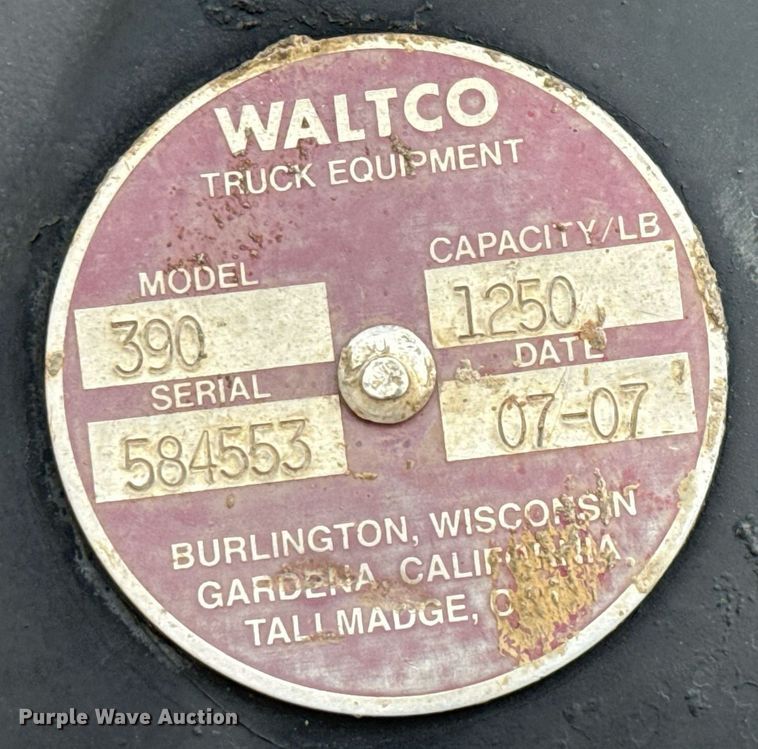 WALTCO
TRUCK EQUIPMENT
MODEL
390
CAPACITY/LB
1250
SERIAL
584553
DATE
07-07
BURLINGTON, WISCONSIN
GARDENA, CALIFORNIA
TALLMADGE,
Purple Wave Auction